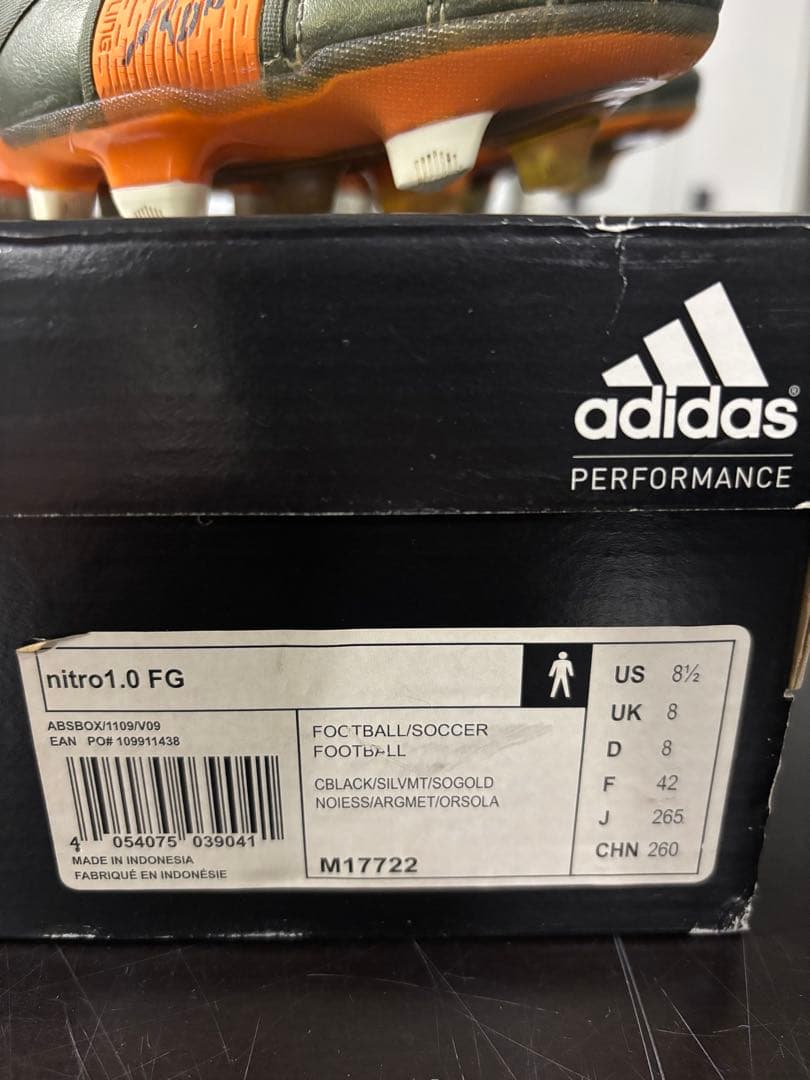 LING
adidas®
PERFORMANCE
nitro1.0 FG
ABSBOX/1109/V09
EAN PO# 109911438
4 054075 039041
MADE IN INDONESIA
FABRIQUÉ EN INDONÉSIE
FOOTBALL/SOCCER
FOOTBALL
CBLACK/SILVMT/SOGOLD
NOIESS/ARGMET/ORSOLA
M17722
US 8½
UK 8
D 8
F 42
J 265
CHN 260